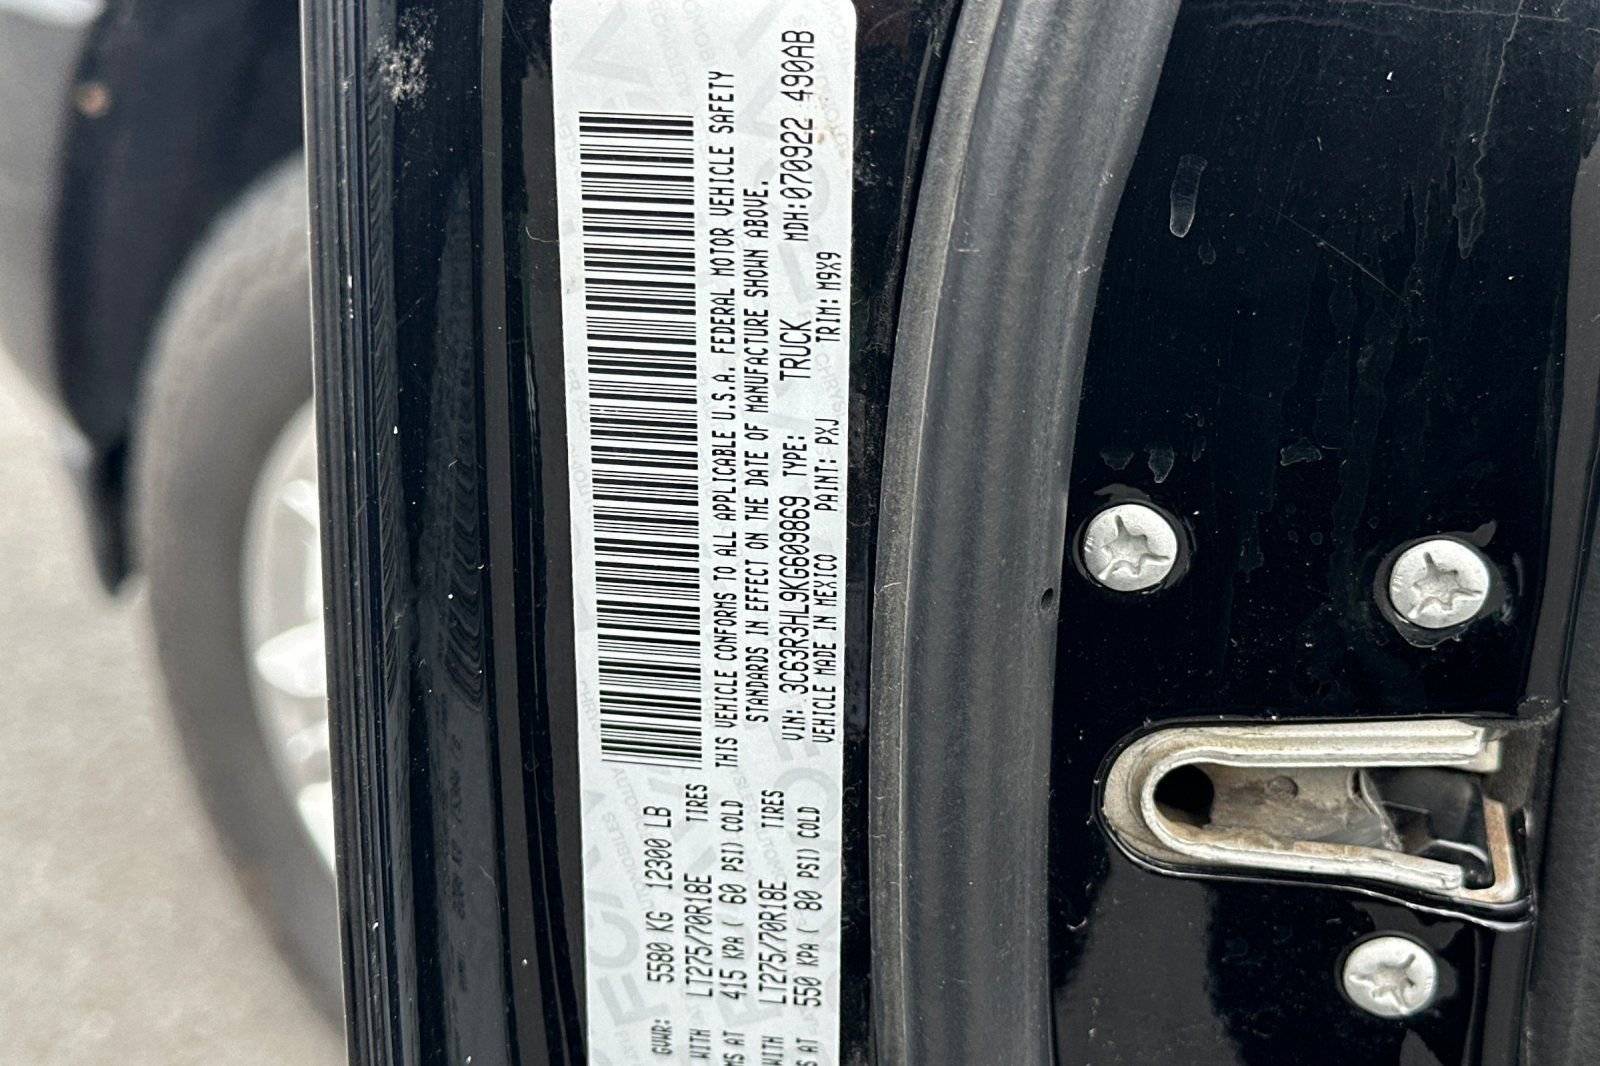 GVWR: 5580 KG 12300 LB
WITH LT275/70R18E TIRES
AT 415 KPA ( 60 PSI) COLD
WITH LT275/70R18E TIRES
AT 550 KPA ( 80 PSI) COLD
THIS VEHICLE CONFORMS TO ALL APPLICABLE U.S.A. FEDERAL MOTOR VEHICLE SAFETY
STANDARDS IN EFFECT ON THE DATE OF MANUFACTURE SHOWN ABOVE.
VIN: 3C63R3HL9KG609869 TYPE: TRUCK MDH:070922 490AB
VEHICLE MADE IN MEXICO PAINT: PXJ TRIM: M9X9